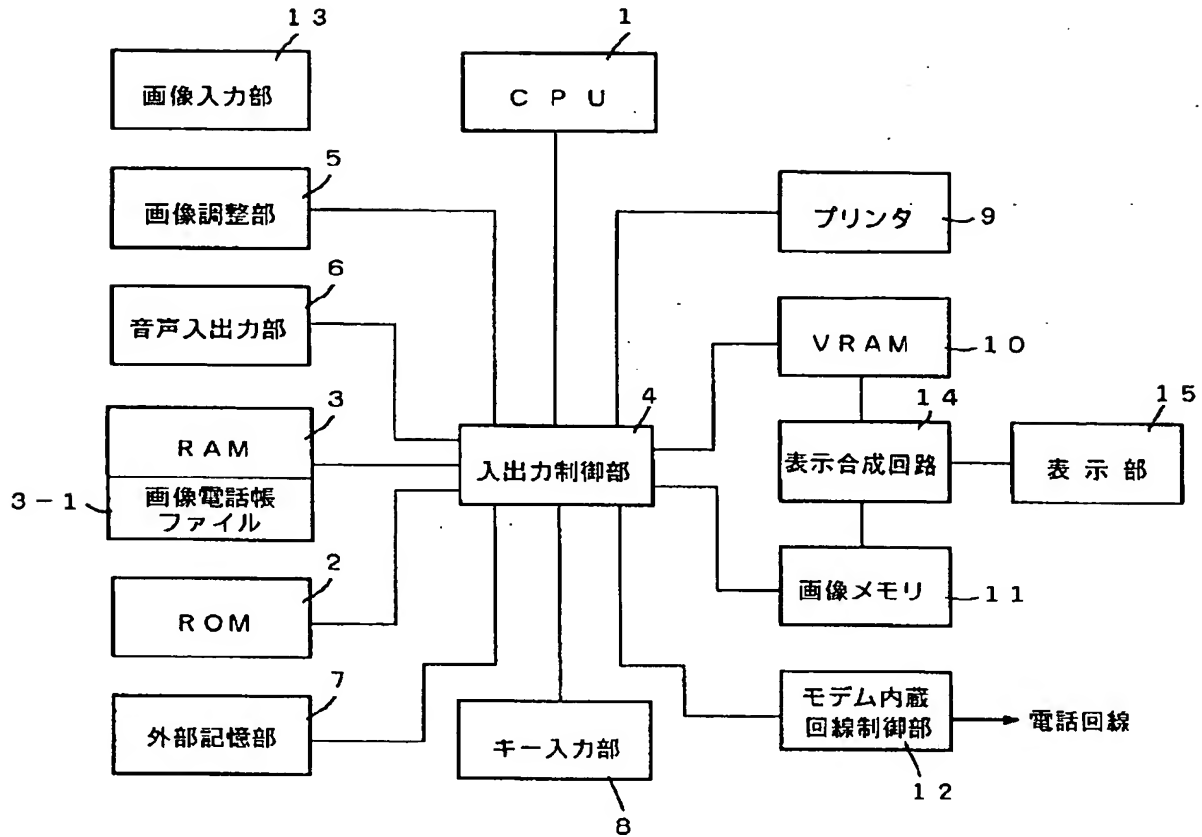 13
画像入力部
1
CPU
5
画像調整部
プリンタ
9
6
音声入出力部
VRAM
10
3
RAM
3-1
画像電話帳
ファイル
4
入出力制御部
14
表示合成回路
15
表示部
2
ROM
画像メモリ
11
7
外部記憶部
キー入力部
8
モデム内蔵
回線制御部
12
電話回線